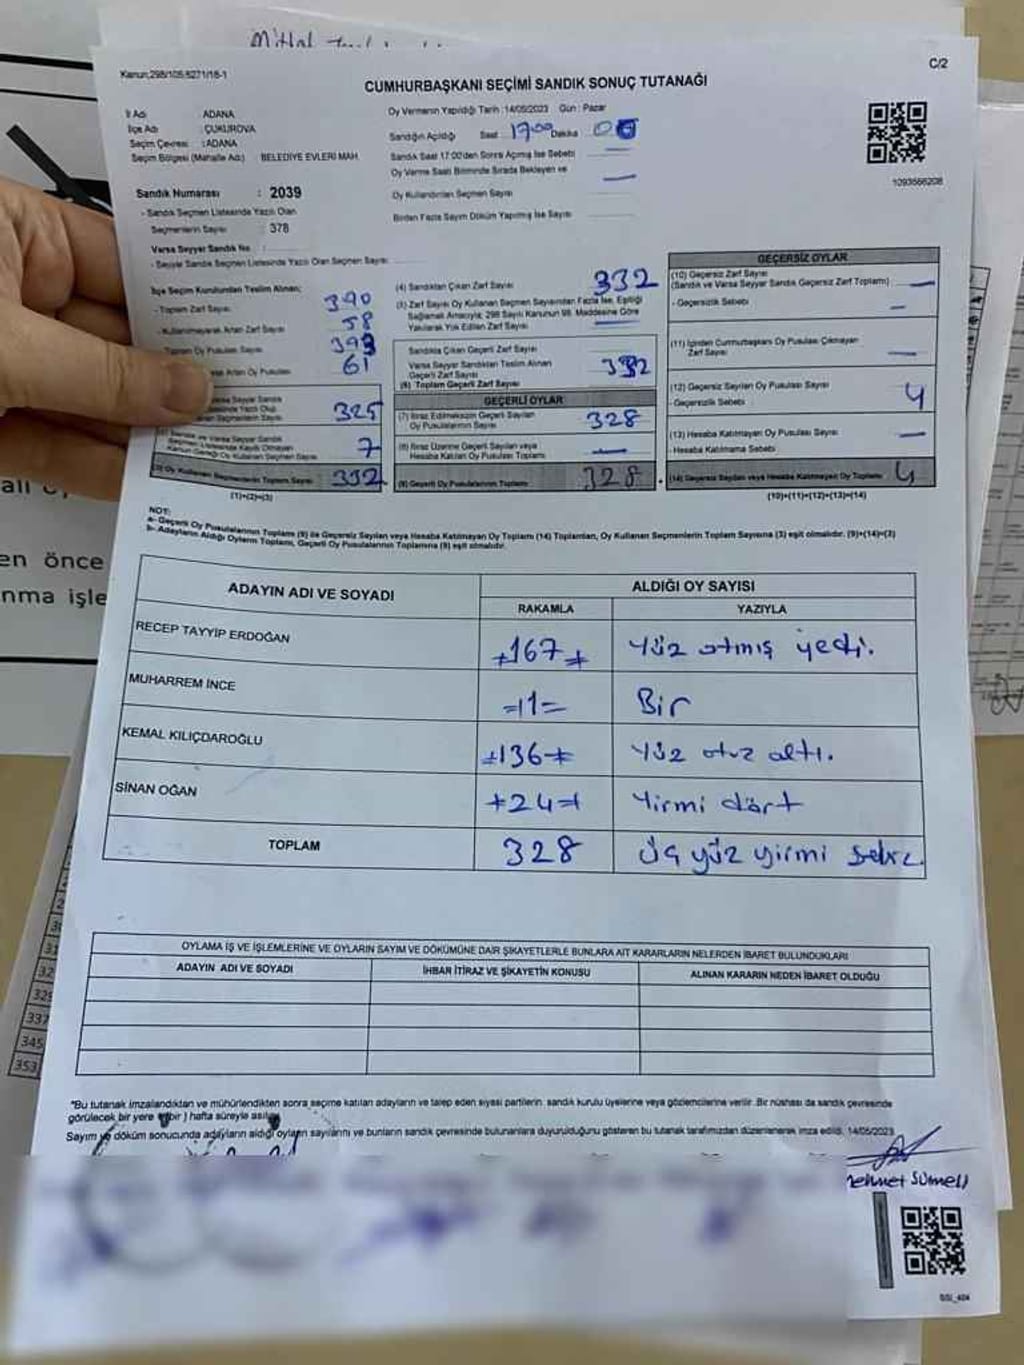 Kanun,298/105,6271/18-1
C/2
CUMHURBAŞKANI SEÇİMİ SANDIK SONUÇ TUTANAĞI
İl Adı : ADANA
İlçe Adı : ÇUKUROVA
Seçim Çevresi : ADANA
Seçim Bölgesi (Mahalle Adı) BELEDİYE EVLERİ MAH.
Sandık Numarası : 2039
- Sandık Seçmen Listesinde Yazılı Olan
Seçmenlerin Sayısı : 378
Varsa Seyyar Sandık No :
- Seyyar Sandık Seçmen Listesinde Yazılı Olan Seçmen Sayısı
Oy Vermenin Yapıldığı Tarih : 14/05/2023 Gün : Pazar
Sandığın Açıldığı Saat 17:00 Dakika
Sandık Saat 17:00'den Sonra Açılmış İse Sebebi
Oy Verme Saati Bitiminde Sırada Bekleyen ve
Oy Kullandırılan Seçmen Sayısı
Birden Fazla Sayım Döküm Yapılmış İse Sayısı
1093566208
İlçe Seçim Kurulundan Teslim Alınan;
- Toplam Zarf Sayısı 390
- Kullanılmayarak Artan Zarf Sayısı 58
Toplam Oy Pusulası Sayısı 393
Artan Oy Pusulası 61
325
7
(3) Oy Kullanan Seçmenlerin Toplam Sayısı 332
(1)+(2)=(3)
(4) Sandıktan Çıkan Zarf Sayısı 332
(5) Zarf Sayısı Oy Kullanan Seçmen Sayısından Fazla İse, Eşitliği
Sağlamak Amacıyla; 298 Sayılı Kanunun 98. Maddesine Göre
Yakılarak Yok Edilen Zarf Sayısı
Sandıkta Çıkan Geçerli Zarf Sayısı
Varsa Seyyar Sandıktan Teslim Alınan
Geçerli Zarf Sayısı
(6) Toplam Geçerli Zarf Sayısı 332
GEÇERLİ OYLAR
(7) İtiraz Edilmeksizin Geçerli Sayılan
Oy Pusulalarının Sayısı 328
(8) İtiraz Üzerine Geçerli Sayılan veya
Hesaba Katılan Oy Pusulası Toplamı
(9) Geçerli Oy Pusulalarının Toplamı 328
GEÇERSİZ OYLAR
(10) Geçersiz Zarf Sayısı
(Sandık ve Varsa Seyyar Sandık Geçersiz Zarf Toplamı)
- Geçersizlik Sebebi
(11) İçinden Cumhurbaşkanı Oy Pusulası Çıkmayan
Zarf Sayısı
(12) Geçersiz Sayılan Oy Pusulası Sayısı 4
- Geçersizlik Sebebi
(13) Hesaba Katılmayan Oy Pusulası Sayısı
- Hesaba Katılmama Sebebi
(14) Geçersiz Sayılan veya Hesaba Katılmayan Oy Toplamı 4
(10)+(11)+(12)+(13)=(14)
NOT:
a- Geçerli Oy Pusulalarının Toplamı (9) ile Geçersiz Sayılan veya Hesaba Katılmayan Oy Toplamı (14) Toplamları, Oy Kullanan Seçmenlerin Toplam Sayısına (3) eşit olmalıdır. (9)+(14)=(3)
b- Adayların Aldığı Oyların Toplamı, Geçerli Oy Pusulalarının Toplamına (9) eşit olmalıdır.
ADAYIN ADI VE SOYADI ALDIĞI OY SAYISI
RAKAMLA YAZIYLA
RECEP TAYYİP ERDOĞAN 167 Yüz atmış yedi.
MUHARREM İNCE =1= Bir
KEMAL KILIÇDAROĞLU 136 Yüz otuz altı.
SİNAN OĞAN 24 Yirmi dört
TOPLAM 328 Üç yüz yirmi sekiz.
OYLAMA İŞ VE İŞLEMLERİNE VE OYLARIN SAYIM VE DÖKÜMÜNE DAİR ŞİKAYETLERLE BUNLARA AİT KARARLARIN NELERDEN İBARET BULUNDUKLARI
ADAYIN ADI VE SOYADI İHBAR İTİRAZ VE ŞİKAYETİN KONUSU ALINAN KARARIN NEDEN İBARET OLDUĞU
"Bu tutanak imzalandıktan ve mühürlendikten sonra seçime katılan adayların ve talep eden siyasi partilerin, sandık kurulu üyelerine veya gözlemcilerine verilir. Bir nüshası da sandık çevresinde
görülecek bir yere (bir) hafta süreyle asılır.
Sayım ve döküm sonucunda adayların aldığı oyların sayılarını ve bunların sandık çevresinde bulunanlara duyurulduğunu gösteren bu tutanak tarafımızdan düzenlenerek imza edildi. 14/05/2023
Mehmet Sümeli
en önce
nma işle
329
337
345
353